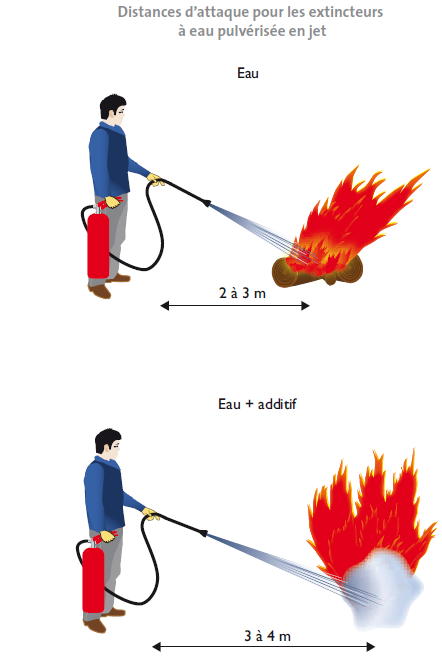 Distances d’attaque pour les extincteurs
à eau pulvérisée en jet
Eau
2 à 3 m
Eau + additif
3 à 4 m